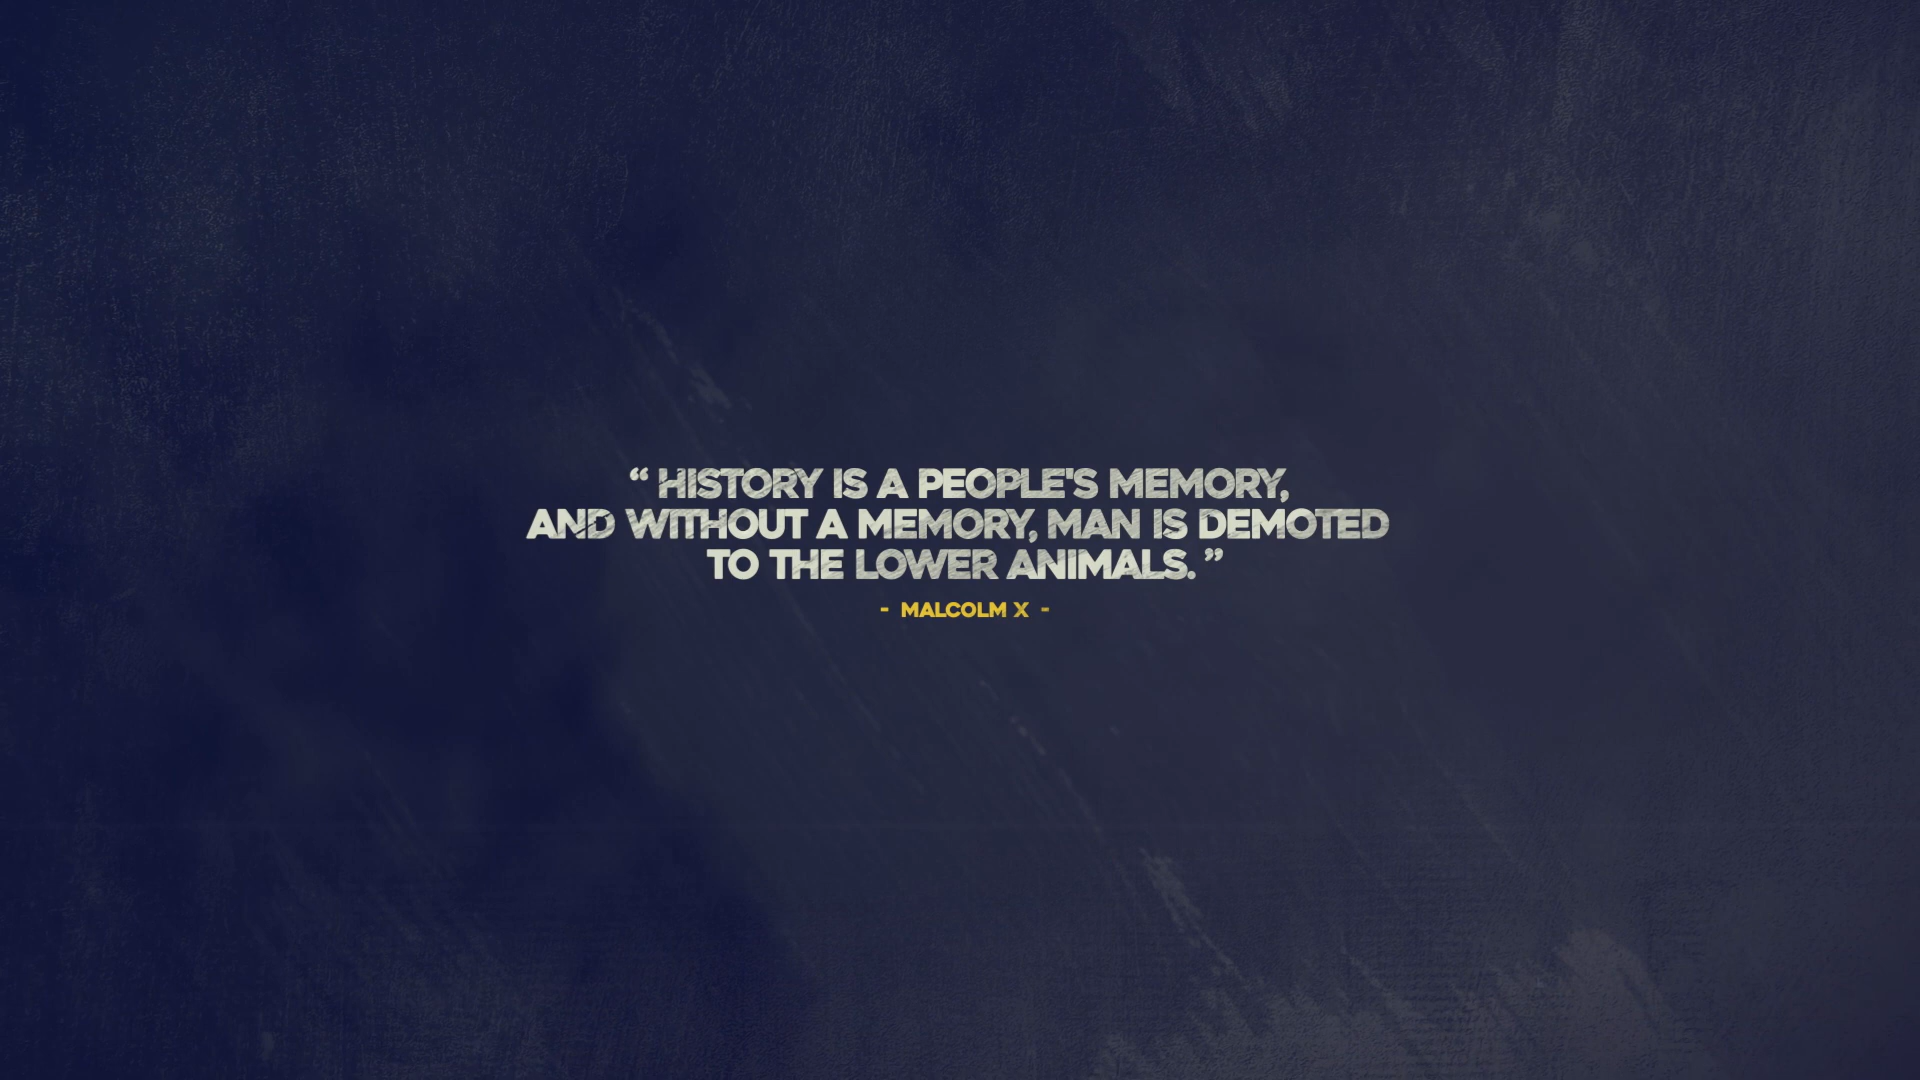 “ HISTORY IS A PEOPLE'S MEMORY,
AND WITHOUT A MEMORY, MAN IS DEMOTED
TO THE LOWER ANIMALS. ”
- MALCOLM X -